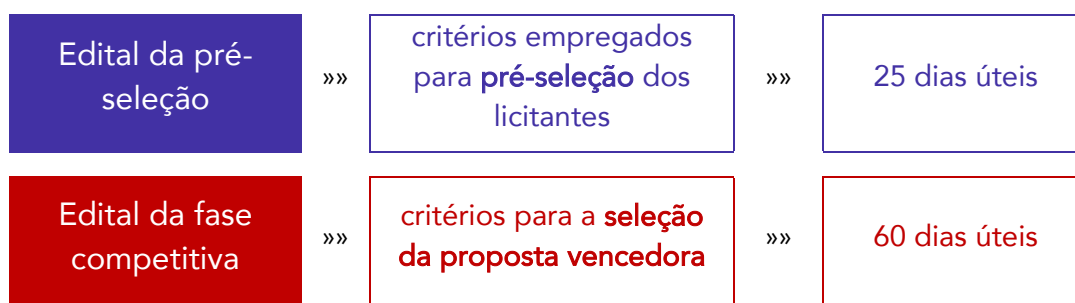 Edital da pré-
seleção
»»
critérios empregados
para pré-seleção dos
licitantes
»»
25 dias úteis
Edital da fase
competitiva
»»
critérios para a seleção
da proposta vencedora
»»
60 dias úteis